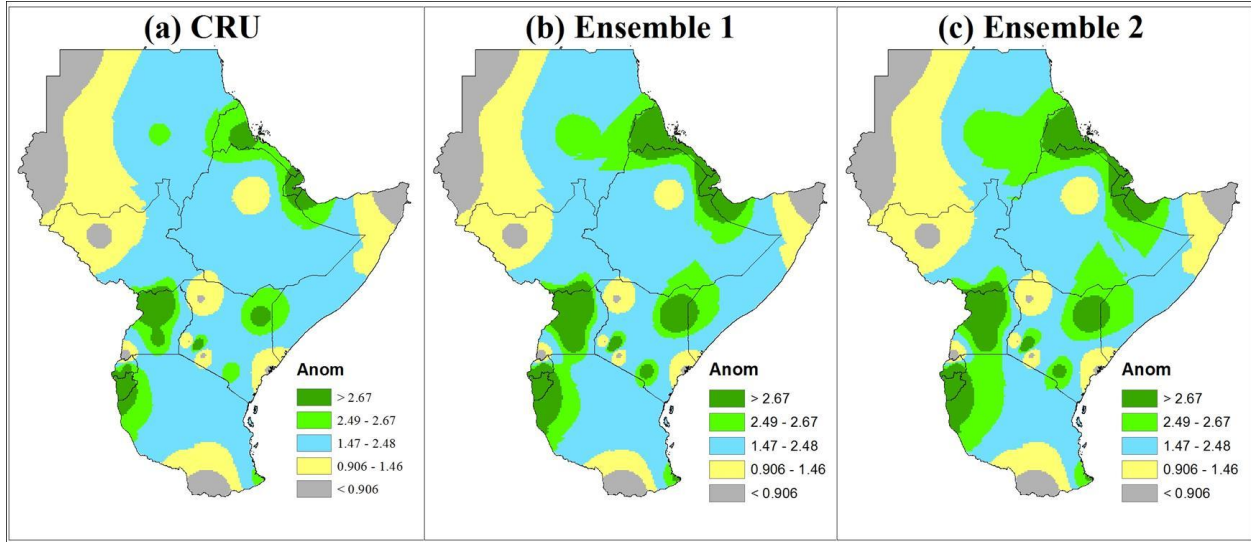 (a) CRU
Anom
> 2.67
2.49 - 2.67
1.47 - 2.48
0.906 - 1.46
< 0.906
(b) Ensemble 1
Anom
> 2.67
2.49 - 2.67
1.47 - 2.48
0.906 - 1.46
< 0.906
(c) Ensemble 2
Anom
> 2.67
2.49 - 2.67
1.47 - 2.48
0.906 - 1.46
< 0.906